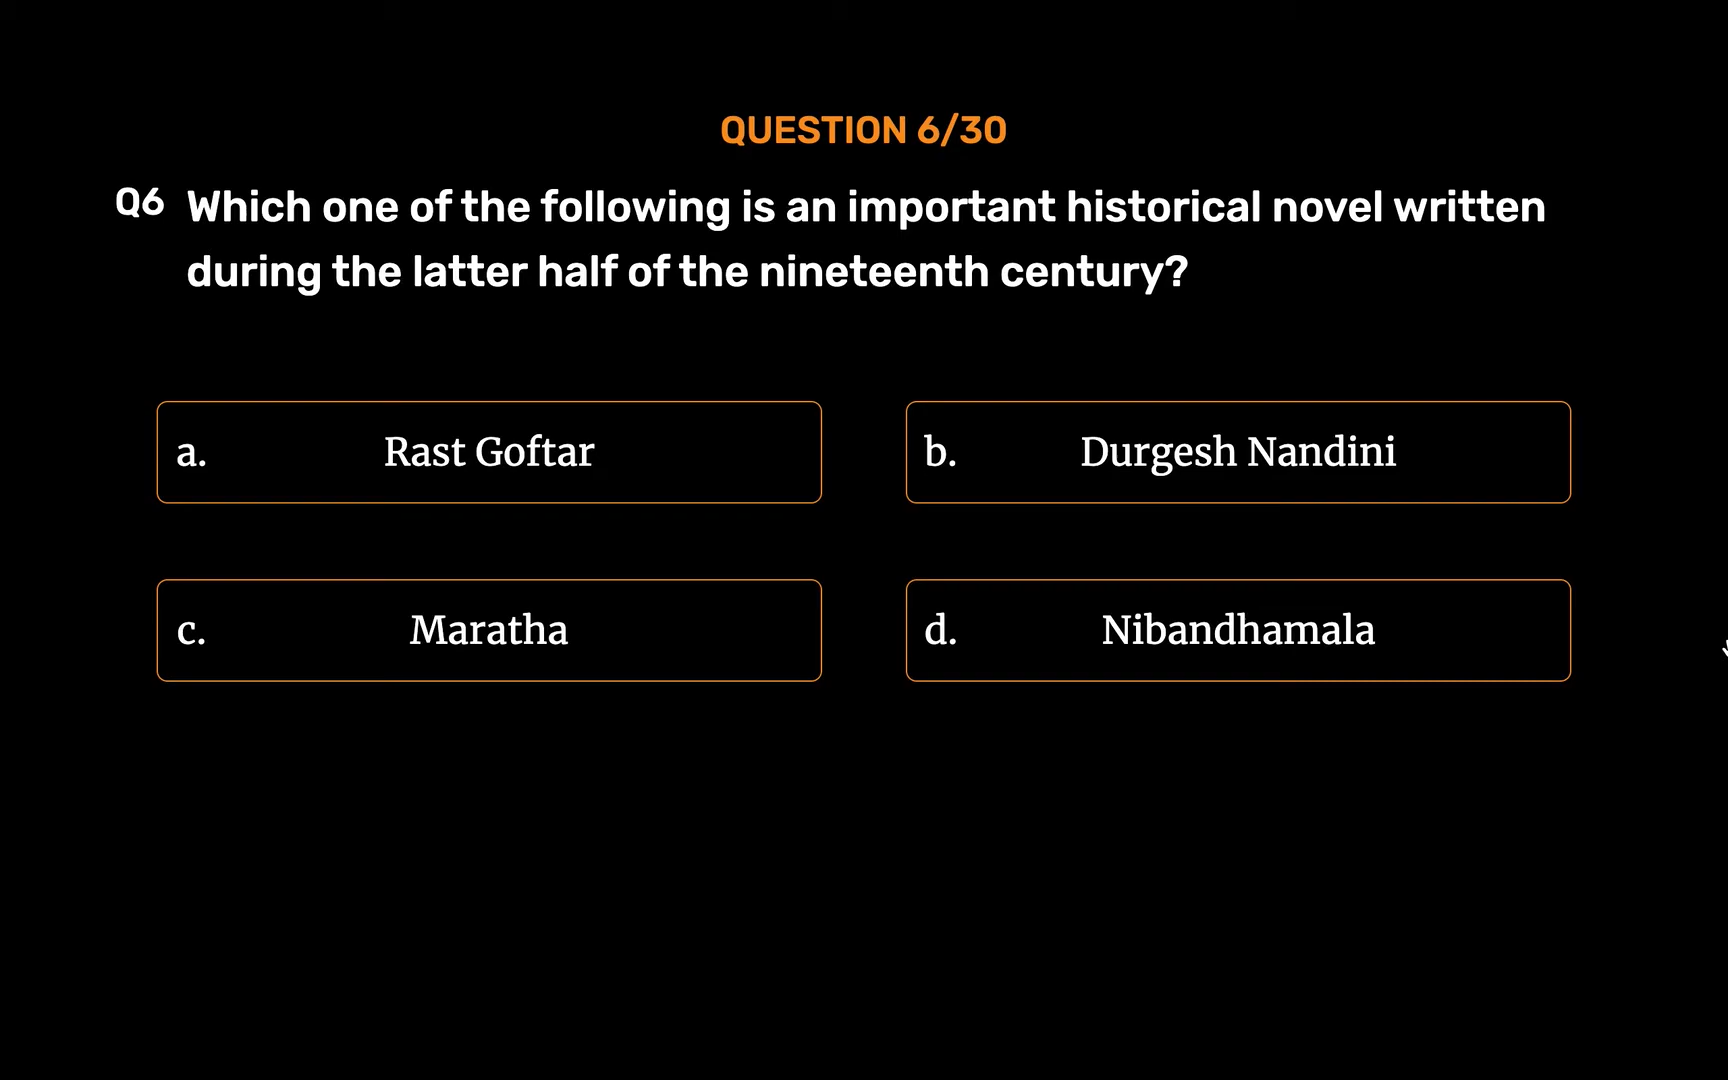 QUESTION 6/30
Q6 Which one of the following is an important historical novel written
during the latter half of the nineteenth century?
a. Rast Goftar
b. Durgesh Nandini
c. Maratha
d. Nibandhamala